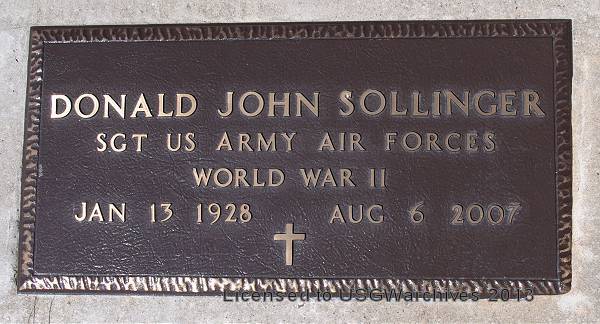 DONALD JOHN SOLLINGER
SGT US ARMY AIR FORCES
WORLD WAR II
JAN 13 1928 AUG 6 2007
Licensed to USGWarchives 2013